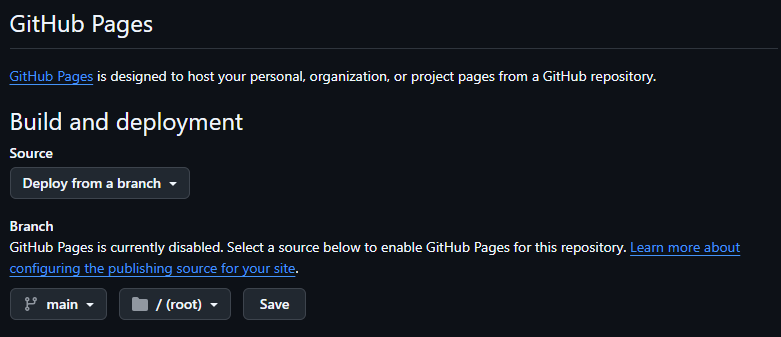 GitHub Pages
GitHub Pages is designed to host your personal, organization, or project pages from a GitHub repository.
Build and deployment
Source
Deploy from a branch
Branch
GitHub Pages is currently disabled. Select a source below to enable GitHub Pages for this repository. Learn more about
configuring the publishing source for your site.
main / (root) Save